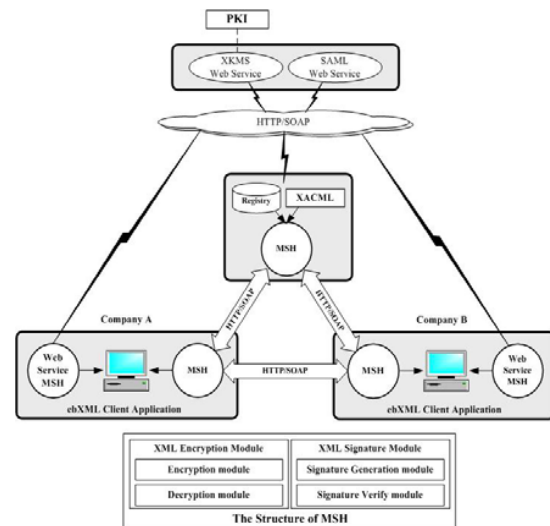 PKI
XKMS
Web Service
SAML
Web Service
HTTP/SOAP
Registry
XACML
MSH
HTTP/SOAP
HTTP/SOAP
Company A
Company B
Web
Service
MSH
MSH
HTTP/SOAP
MSH
Web
Service
MSH
ebXML Client Application
ebXML Client Application
XML Encryption Module
XML Signature Module
Encryption module
Signature Generation module
Decryption module
Signature Verify module
The Structure of MSH